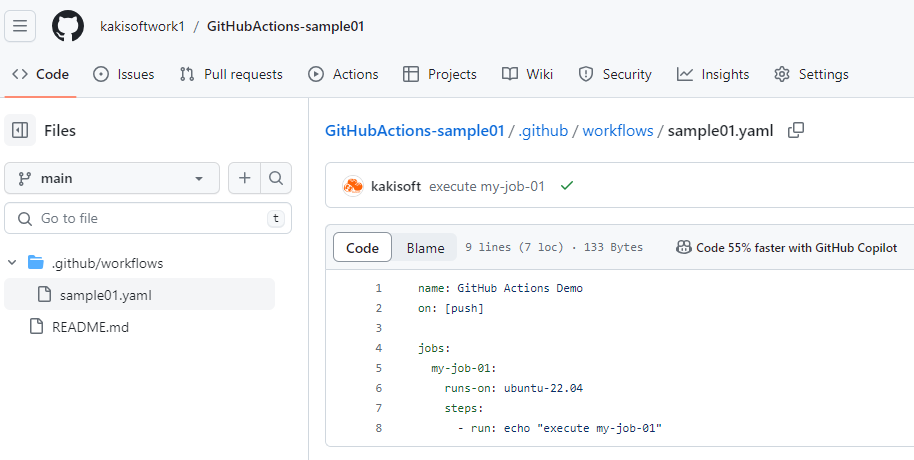 kakisoftwork1 / GitHubActions-sample01
Code Issues Pull requests Actions Projects Wiki Security Insights Settings
Files
main
Go to file t
.github/workflows
sample01.yaml
README.md
GitHubActions-sample01 / .github / workflows / sample01.yaml
kakisoft execute my-job-01
Code Blame 9 lines (7 loc) · 133 Bytes Code 55% faster with GitHub Copilot
1 name: GitHub Actions Demo
2 on: [push]
3
4 jobs:
5 my-job-01:
6 runs-on: ubuntu-22.04
7 steps:
8 - run: echo "execute my-job-01"